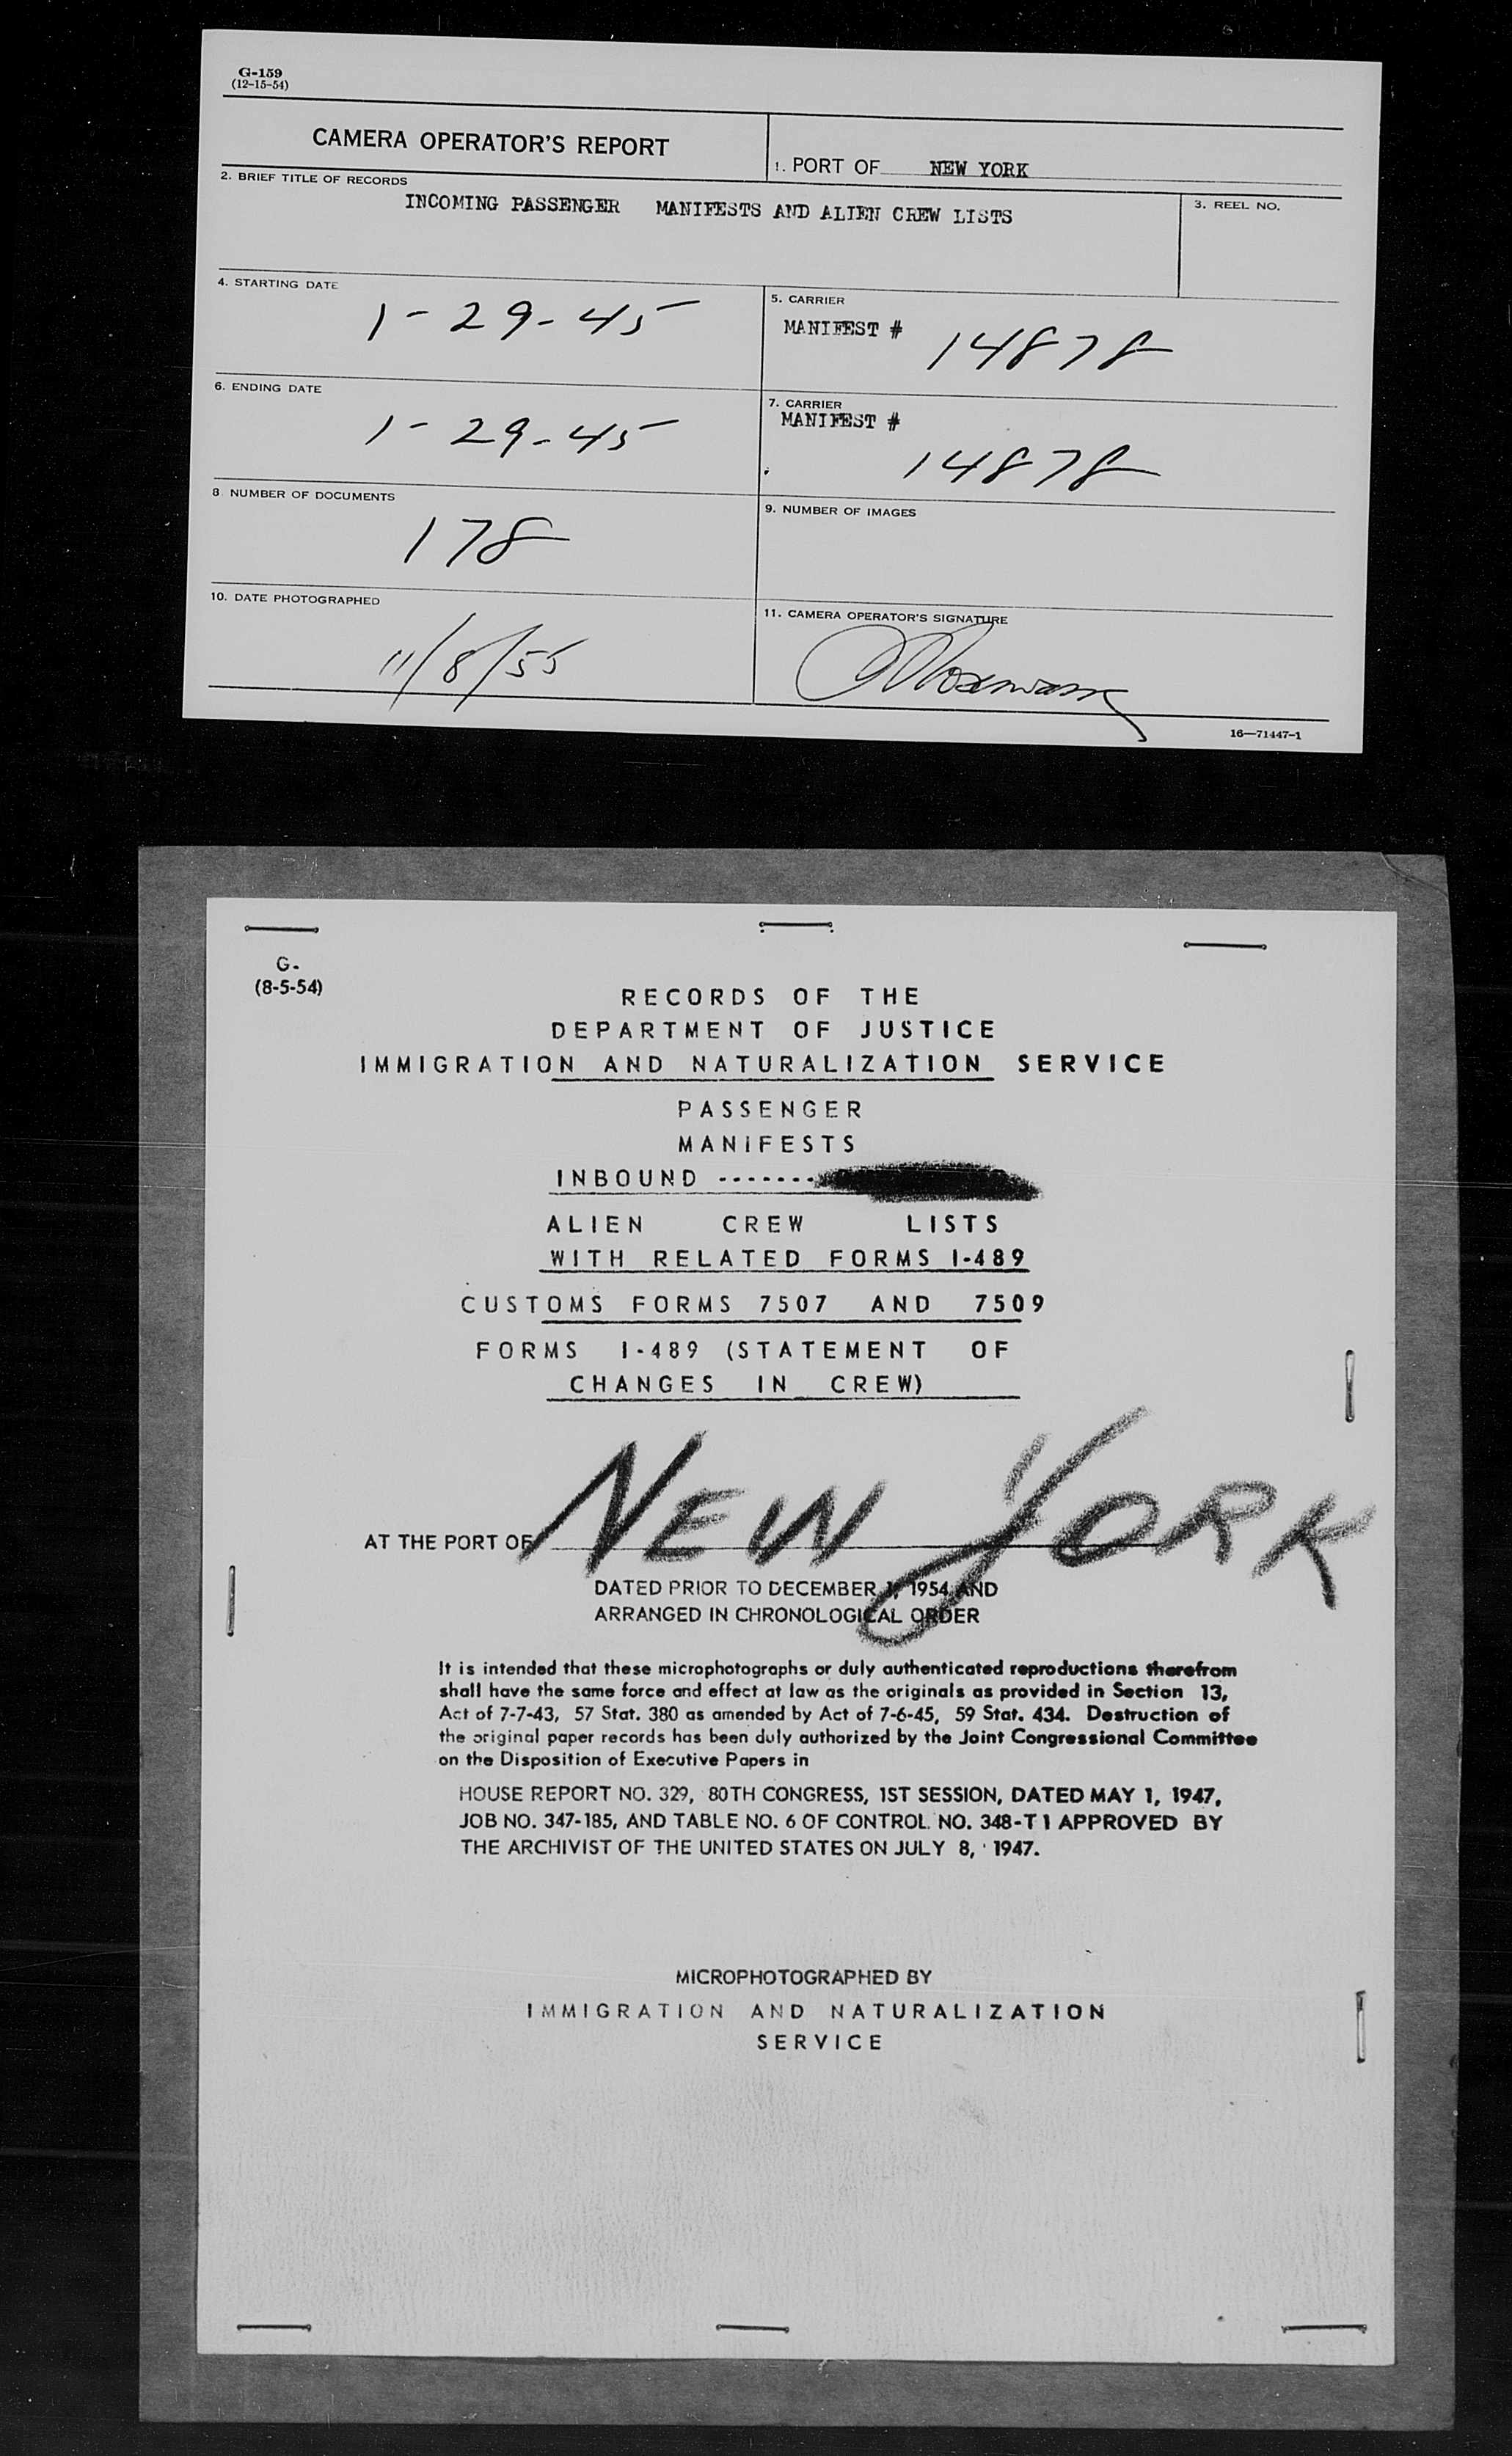 G-159
(12-15-54)
CAMERA OPERATOR'S REPORT
1. PORT OF NEW YORK
2. BRIEF TITLE OF RECORDS
INCOMING PASSENGER MANIFESTS AND ALIEN CREW LISTS
3. REEL NO.
4. STARTING DATE
1-29-45
5. CARRIER
MANIFEST # 14878
6. ENDING DATE
1-29-45
7. CARRIER
MANIFEST #
14878
8. NUMBER OF DOCUMENTS
178
9. NUMBER OF IMAGES
10. DATE PHOTOGRAPHED
11/8/55
11. CAMERA OPERATOR'S SIGNATURE
16—71447-1
G-
(8-5-54)
RECORDS OF THE
DEPARTMENT OF JUSTICE
IMMIGRATION AND NATURALIZATION SERVICE
PASSENGER
MANIFESTS
INBOUND -------
ALIEN CREW LISTS
WITH RELATED FORMS I-489
CUSTOMS FORMS 7507 AND 7509
FORMS I-489 (STATEMENT OF
CHANGES IN CREW)
AT THE PORT OF NEW YORK
DATED PRIOR TO DECEMBER 1, 1954 AND
ARRANGED IN CHRONOLOGICAL ORDER
It is intended that these microphotographs or duly authenticated reproductions therefrom
shall have the same force and effect at law as the originals as provided in Section 13,
Act of 7-7-43, 57 Stat. 380 as amended by Act of 7-6-45, 59 Stat. 434. Destruction of
the original paper records has been duly authorized by the Joint Congressional Committee
on the Disposition of Executive Papers in
HOUSE REPORT NO. 329, 80TH CONGRESS, 1ST SESSION, DATED MAY 1, 1947,
JOB NO. 347-185, AND TABLE NO. 6 OF CONTROL NO. 348-T1 APPROVED BY
THE ARCHIVIST OF THE UNITED STATES ON JULY 8, 1947.
MICROPHOTOGRAPHED BY
IMMIGRATION AND NATURALIZATION
SERVICE